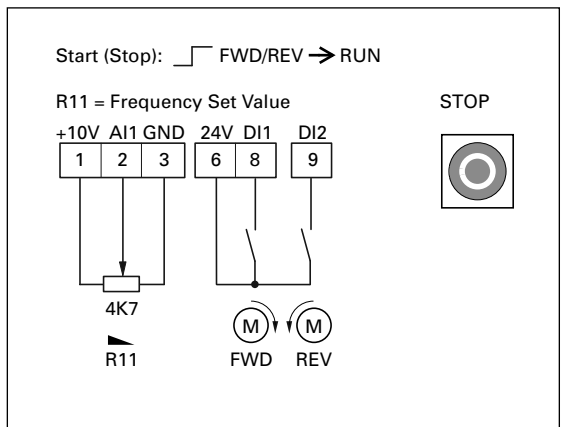 Start (Stop): FWD/REV → RUN
R11 = Frequency Set Value
STOP
+10V AI1 GND 24V DI1 DI2
1 2 3 6 8 9
4K7
M M
R11 FWD REV